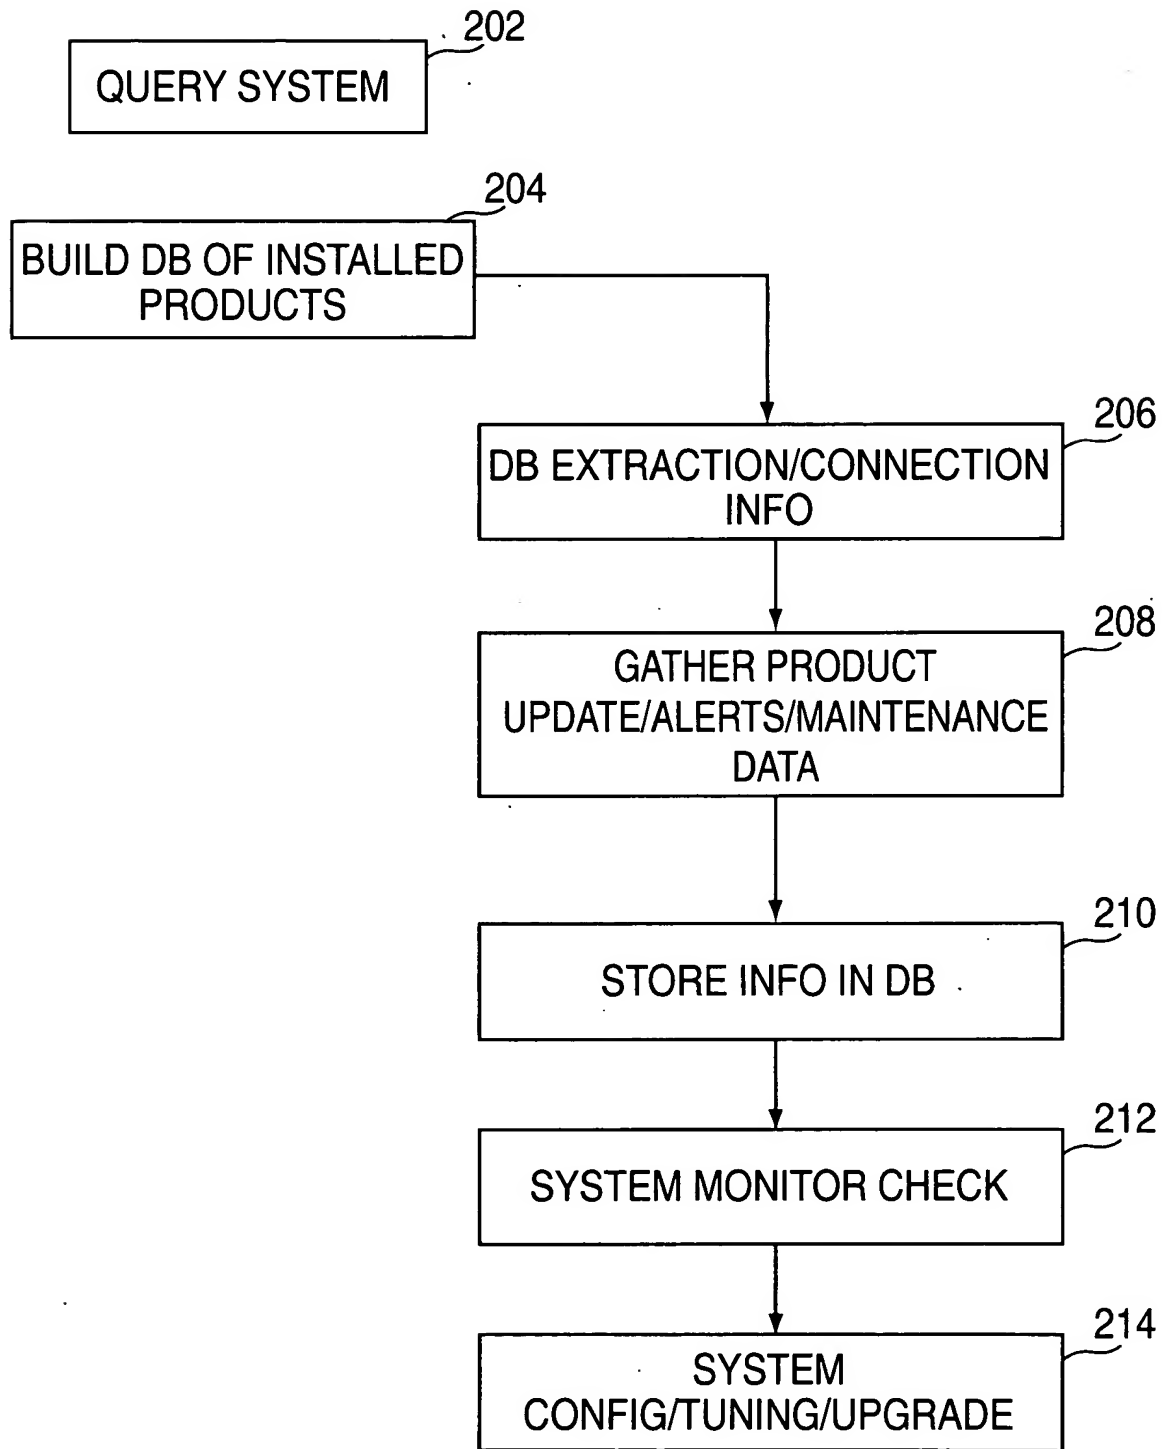 202
QUERY SYSTEM
204
BUILD DB OF INSTALLED
PRODUCTS
206
DB EXTRACTION/CONNECTION
INFO
208
GATHER PRODUCT
UPDATE/ALERTS/MAINTENANCE
DATA
210
STORE INFO IN DB
212
SYSTEM MONITOR CHECK
214
SYSTEM
CONFIG/TUNING/UPGRADE